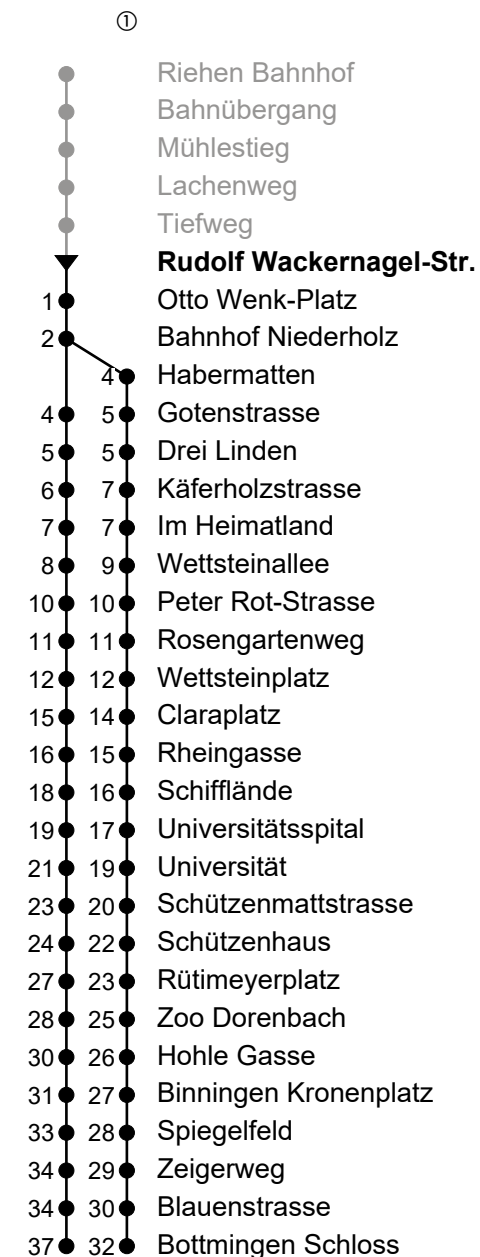 ①
Riehen Bahnhof
Bahnübergang
Mühlestieg
Lachenweg
Tiefweg
Rudolf Wackernagel-Str.
1 Otto Wenk-Platz
2 Bahnhof Niederholz
4 Habermatten
4 5 Gotenstrasse
5 5 Drei Linden
6 7 Käferholzstrasse
7 7 Im Heimatland
8 9 Wettsteinallee
10 10 Peter Rot-Strasse
11 11 Rosengartenweg
12 12 Wettsteinplatz
15 14 Claraplatz
16 15 Rheingasse
18 16 Schifflände
19 17 Universitätsspital
21 19 Universität
23 20 Schützenmattstrasse
24 22 Schützenhaus
27 23 Rütimeyerplatz
28 25 Zoo Dorenbach
30 26 Hohle Gasse
31 27 Binningen Kronenplatz
33 28 Spiegelfeld
34 29 Zeigerweg
34 30 Blauenstrasse
37 32 Bottmingen Schloss